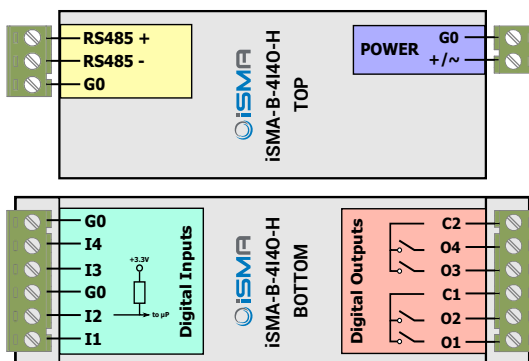 RS485 +
RS485 -
G0
iSMA
iSMA-B-4I4O-H
TOP
POWER
G0
+/~
G0
I4
I3
G0
I2
I1
+3.3V
to µP
Digital Inputs
iSMA
iSMA-B-4I4O-H
BOTTOM
Digital Outputs
C2
O4
O3
C1
O2
O1